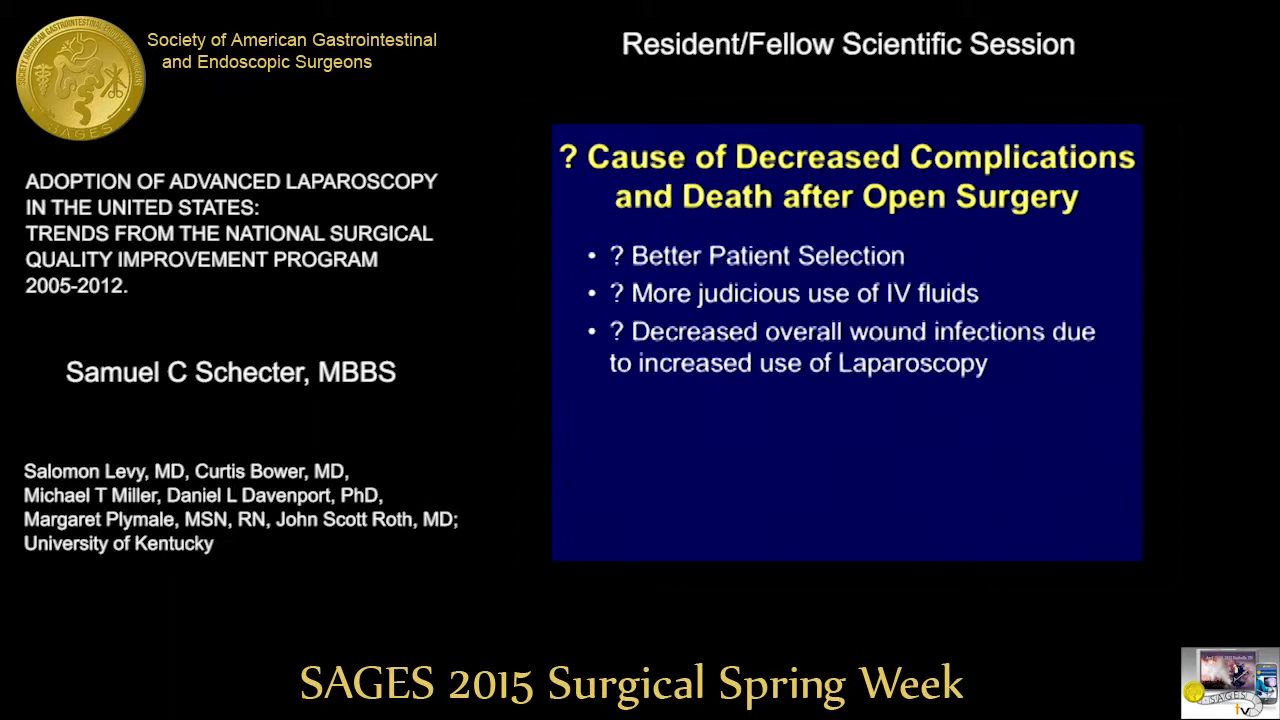 Society of American Gastrointestinal
and Endoscopic Surgeons
Resident/Fellow Scientific Session
SAGES
ADOPTION OF ADVANCED LAPAROSCOPY
IN THE UNITED STATES:
TRENDS FROM THE NATIONAL SURGICAL
QUALITY IMPROVEMENT PROGRAM
2005-2012.
Samuel C Schecter, MBBS
Salomon Levy, MD, Curtis Bower, MD,
Michael T Miller, Daniel L Davenport, PhD,
Margaret Plymale, MSN, RN, John Scott Roth, MD;
University of Kentucky
? Cause of Decreased Complications
and Death after Open Surgery
• ? Better Patient Selection
• ? More judicious use of IV fluids
• ? Decreased overall wound infections due
to increased use of Laparoscopy
SAGES 2015 Surgical Spring Week
SAGES
tv